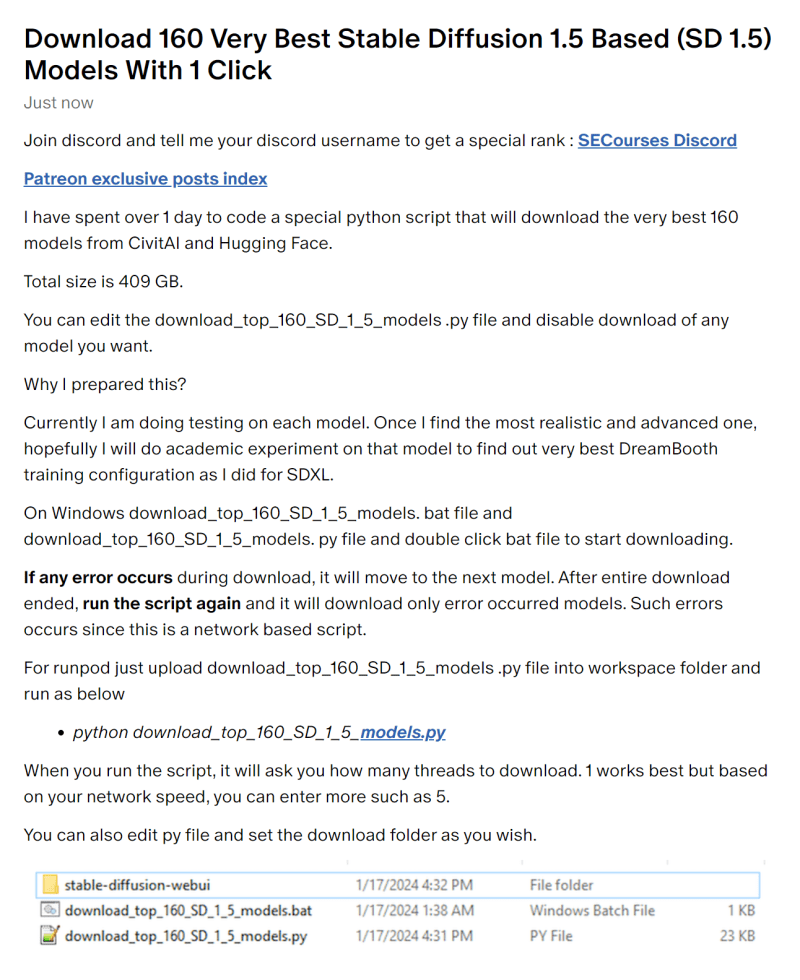 Download 160 Very Best Stable Diffusion 1.5 Based (SD 1.5)
Models With 1 Click
Just now
Join discord and tell me your discord username to get a special rank : SECourses Discord
Patreon exclusive posts index
I have spent over 1 day to code a special python script that will download the very best 160
models from CivitAI and Hugging Face.
Total size is 409 GB.
You can edit the download_top_160_SD_1_5_models .py file and disable download of any
model you want.
Why I prepared this?
Currently I am doing testing on each model. Once I find the most realistic and advanced one,
hopefully I will do academic experiment on that model to find out very best DreamBooth
training configuration as I did for SDXL.
On Windows download_top_160_SD_1_5_models. bat file and
download_top_160_SD_1_5_models. py file and double click bat file to start downloading.
If any error occurs during download, it will move to the next model. After entire download
ended, run the script again and it will download only error occurred models. Such errors
occurs since this is a network based script.
For runpod just upload download_top_160_SD_1_5_models .py file into workspace folder and
run as below
• python download_top_160_SD_1_5_models.py
When you run the script, it will ask you how many threads to download. 1 works best but based
on your network speed, you can enter more such as 5.
You can also edit py file and set the download folder as you wish.
stable-diffusion-webui 1/17/2024 4:32 PM File folder
download_top_160_SD_1_5_models.bat 1/17/2024 1:38 AM Windows Batch File 1 KB
download_top_160_SD_1_5_models.py 1/17/2024 4:31 PM PY File 23 KB